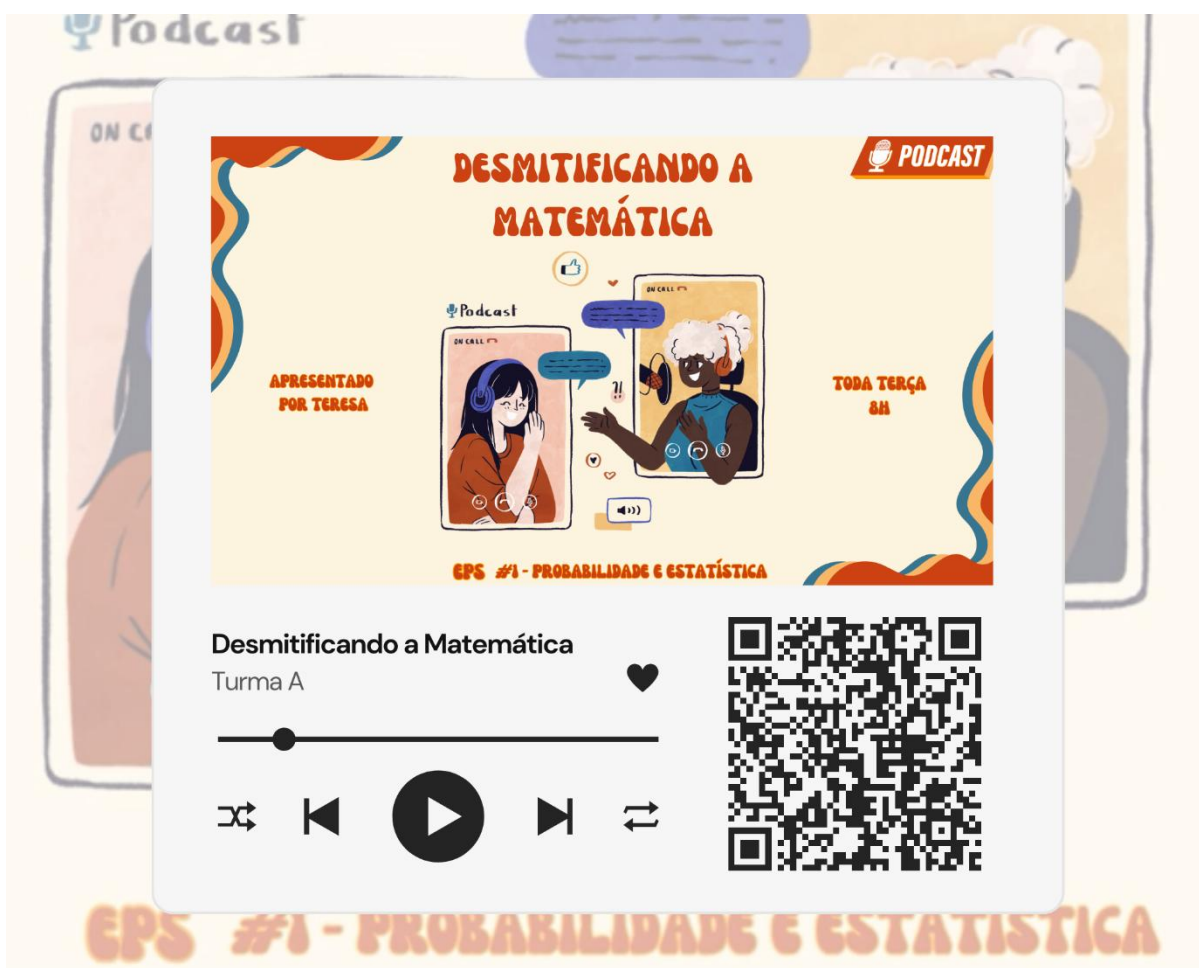 Podcast
ON CA
DESMITIFICANDO A
MATEMÁTICA
PODCAST
Podcast
ON CALL
ON CALL
APRESENTADO
POR TERESA
TODA TERÇA
8H
EPS #1 - PROBABILIDADE E ESTATÍSTICA
Desmitificando a Matemática
Turma A
EPS #1 - PROBABILIDADE E ESTATÍSTICA